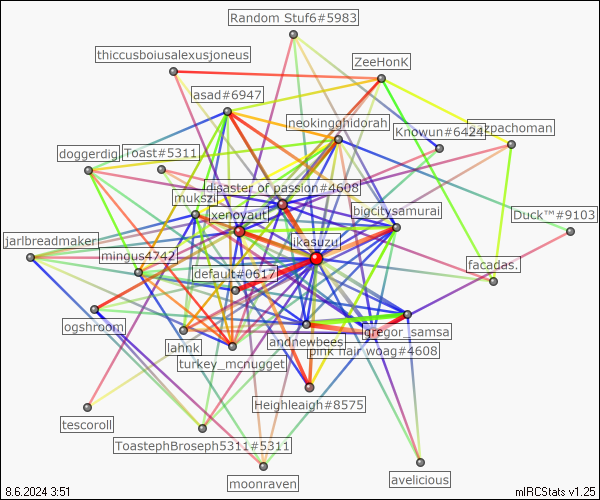 Random Stuf6#5983
thiccusboiusalexusjoneus
ZeeHonK
asad#6947
neokingghidorah
Knowun#6424
doggerdigl
Toast#5311
disaster of passion#4608
mukszi
xenoyaut
bigcitysamurai
Duck™#9103
jarlbreadmaker
ikasuzu
mingus4742
default#0617
facadas.
ogshroom
gregor_samsa
andnewbees
lahnk
pink hair woag#4608
turkey_mcnugget
Heighleaigh#8575
tescoroll
ToastephBroseph5311#5311
moonraven
avelicious
8.6.2024 3:51
mIRCStats v1.25